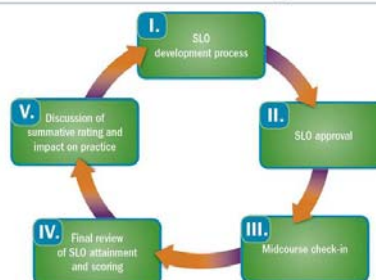 I.
SLO
development process
II.
SLO approval
III.
Midcourse check-in
IV.
Final review
of SLO attainment
and scoring
V.
Discussion of
summative rating and
impact on practice